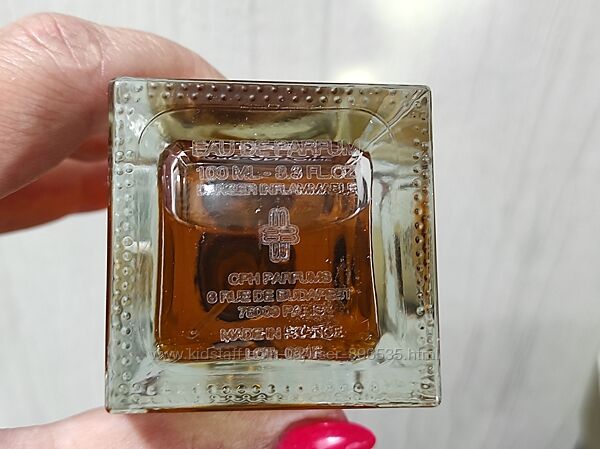 EAU DE PARFUM
100 ML - 3.3 FL.OZ
DANGER INFLAMMABLE
CPH PARFUMS
6 RUE DE BUDAPEST
75009 PARIS
MADE IN FRANCE
LOT